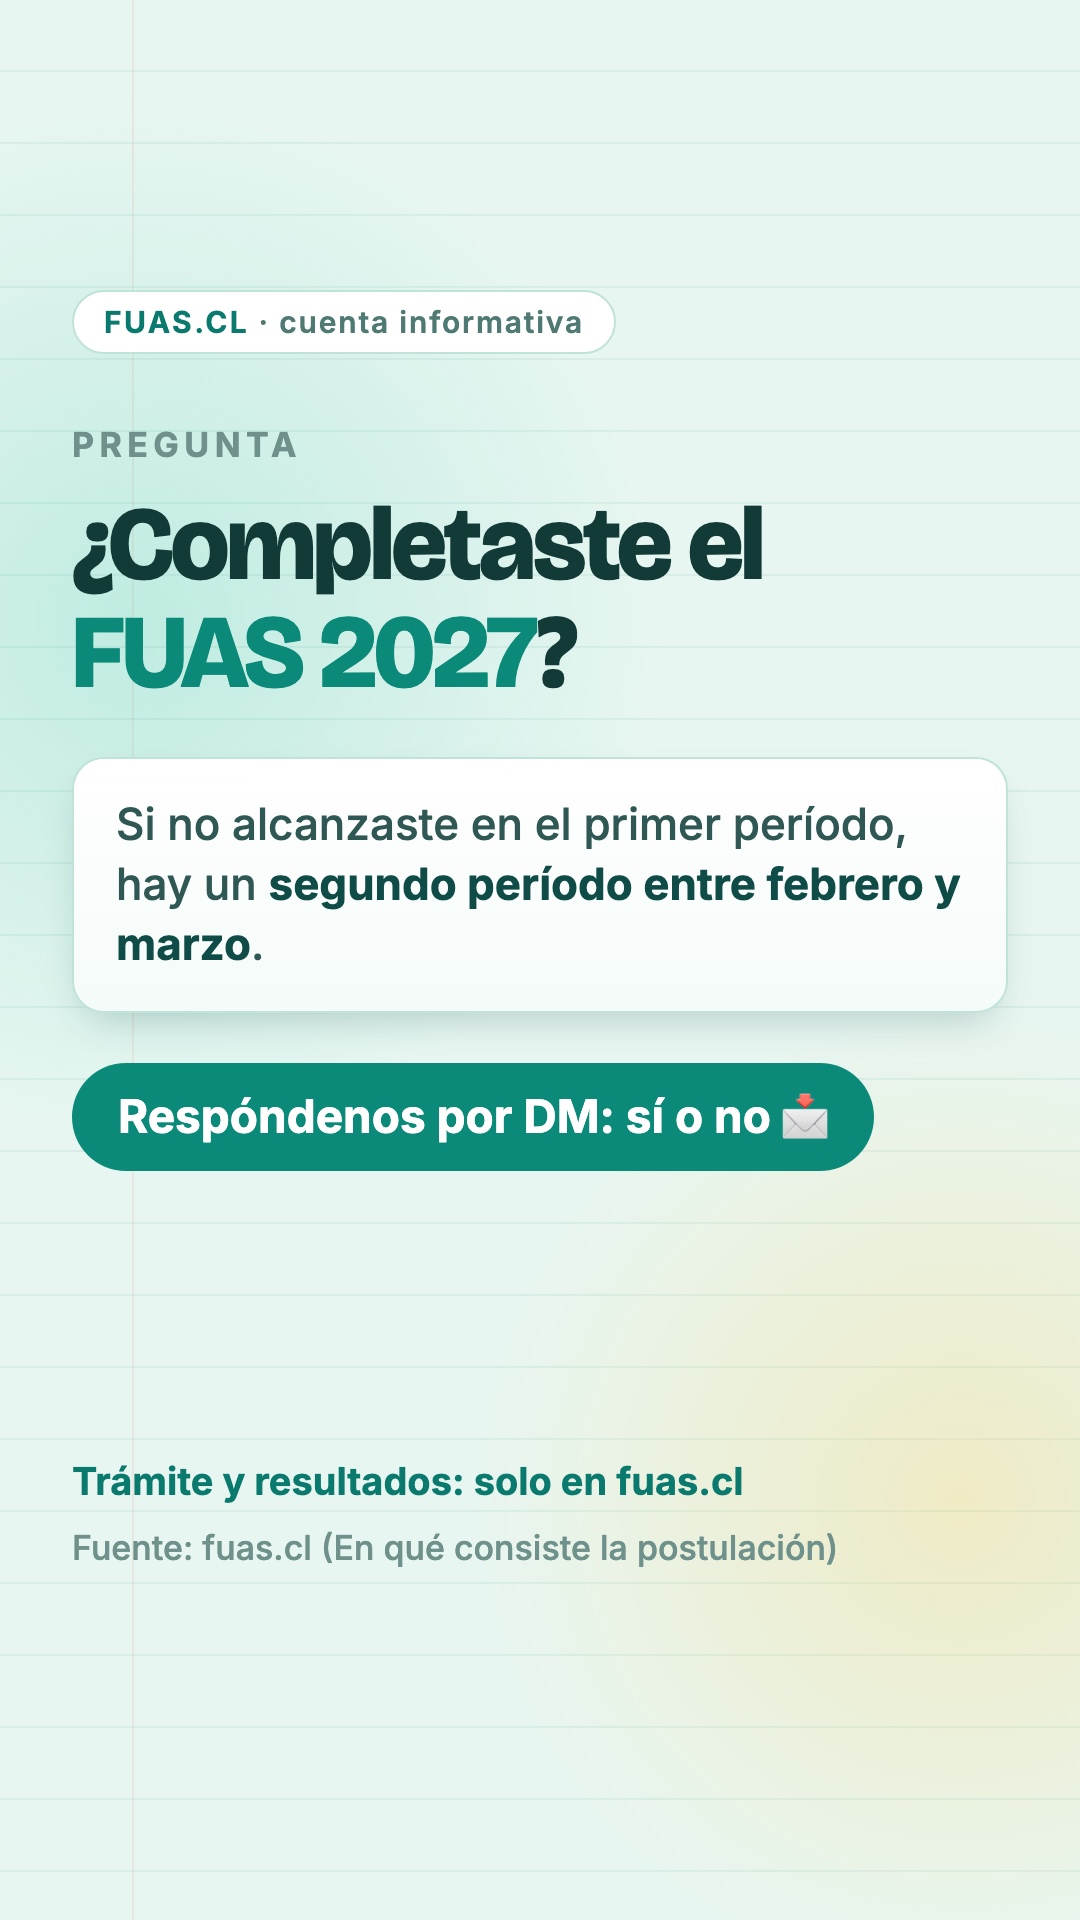 FUAS.CL · cuenta informativa
PREGUNTA
¿Completaste el
FUAS 2027?
Si no alcanzaste en el primer período,
hay un segundo período entre febrero y
marzo.
Respóndenos por DM: sí o no 📩
Trámite y resultados: solo en fuas.cl
Fuente: fuas.cl (En qué consiste la postulación)